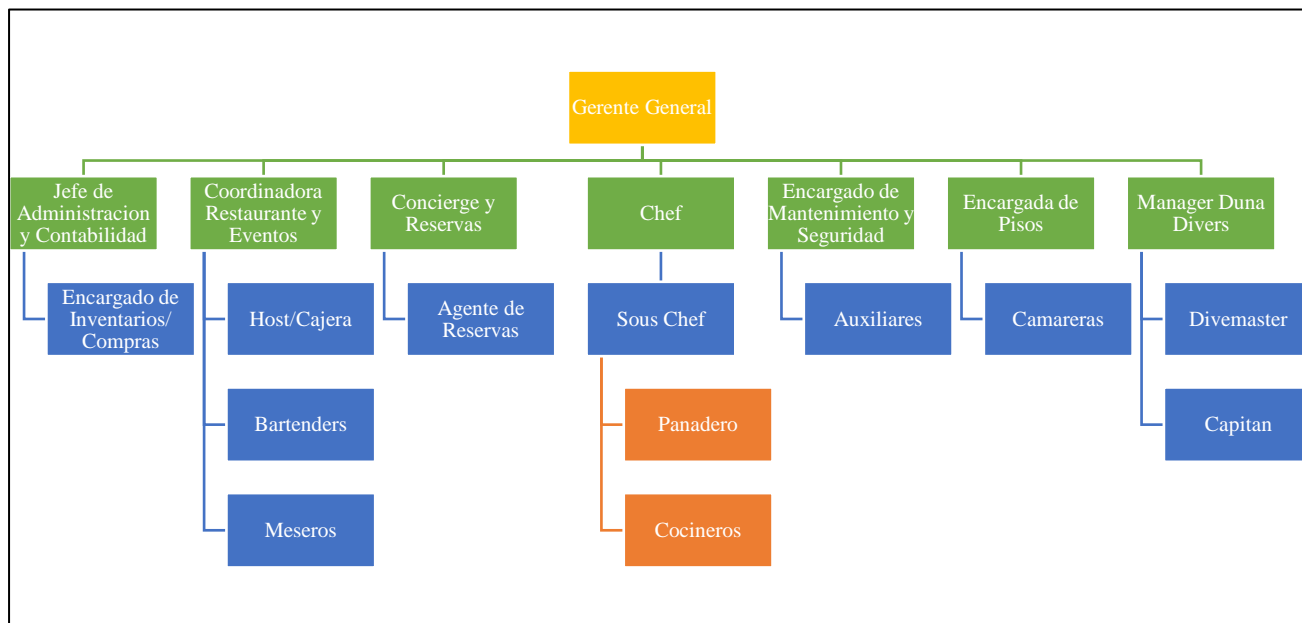 Gerente General
Jefe de
Administracion
y Contabilidad
Coordinadora
Restaurante y
Eventos
Concierge y
Reservas
Chef
Encargado de
Mantenimiento y
Seguridad
Encargada de
Pisos
Manager Duna
Divers
Encargado de
Inventarios/
Compras
Host/Cajera
Agente de
Reservas
Sous Chef
Auxiliares
Camareras
Divemaster
Bartenders
Panadero
Capitan
Meseros
Cocineros